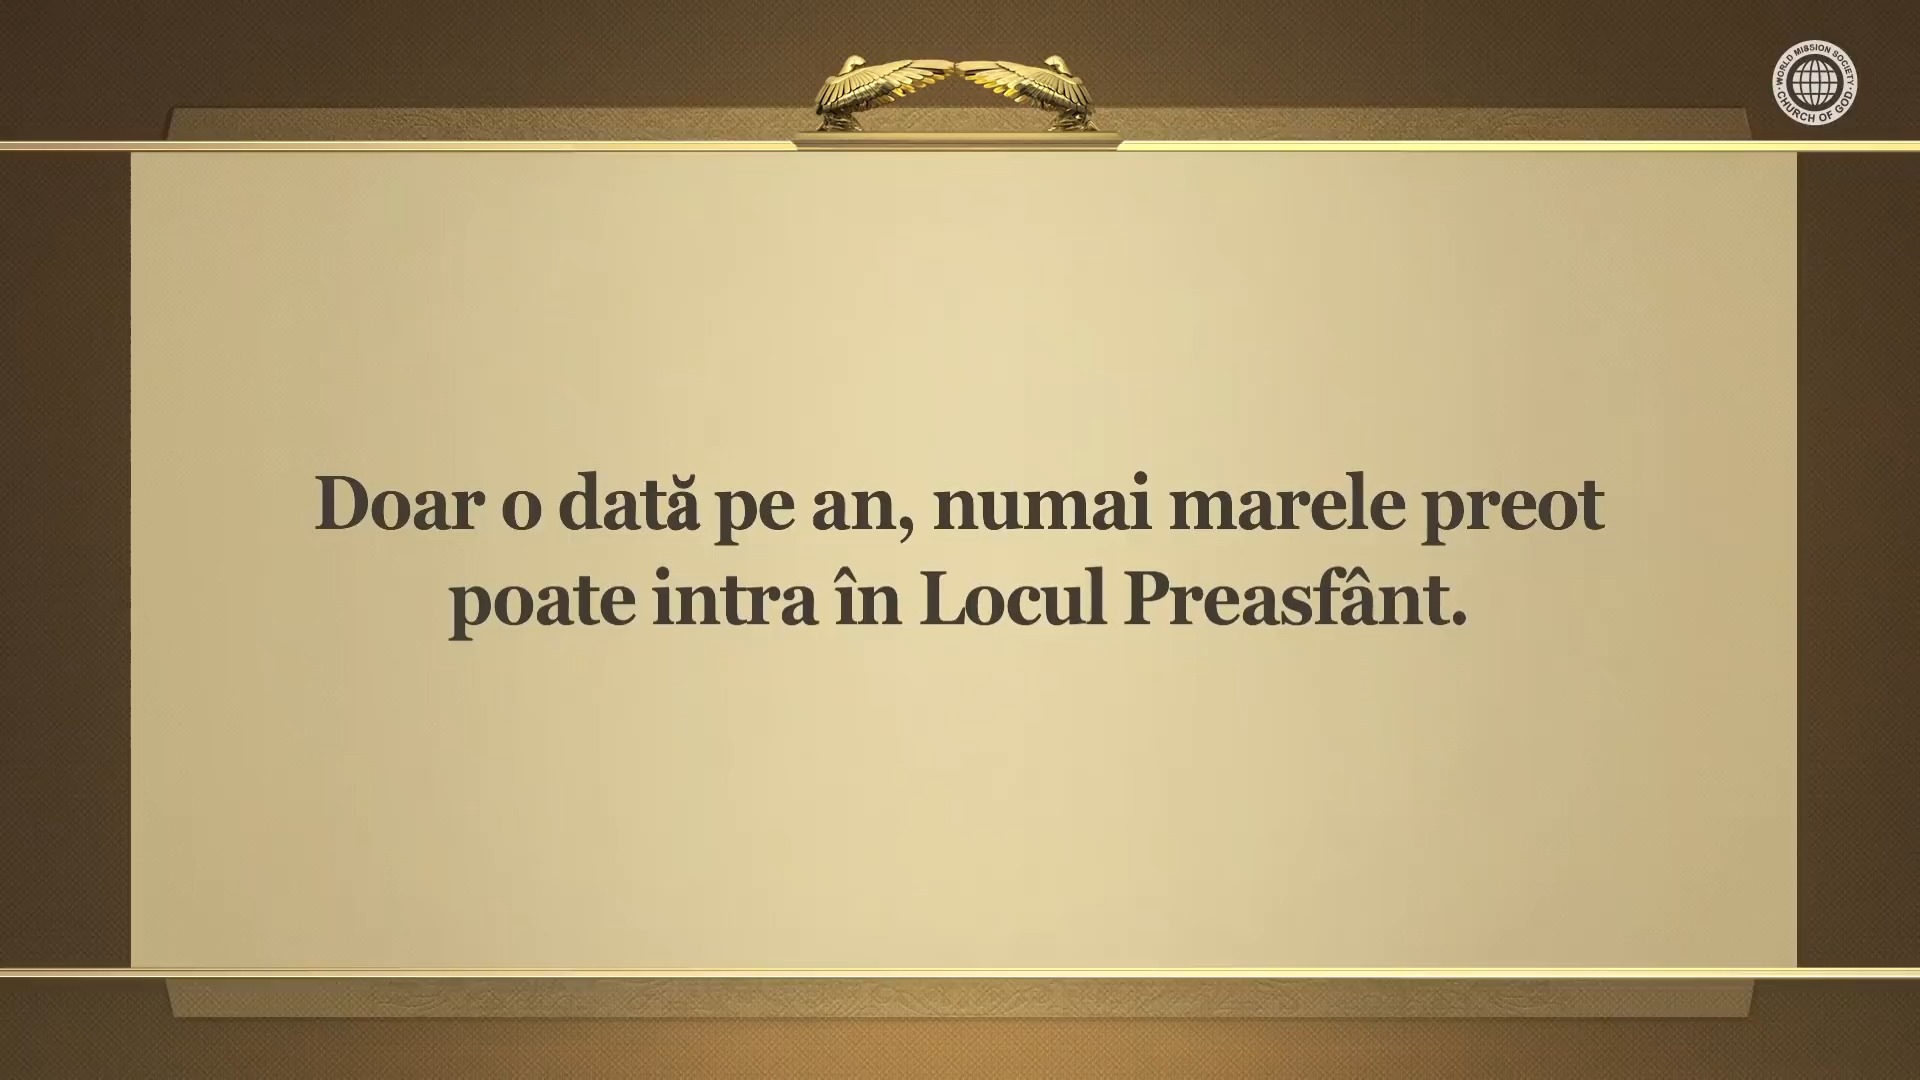 WORLD MISSION SOCIETY
CHURCH OF GOD
Doar o dată pe an, numai marele preot
poate intra în Locul Preasfânt.